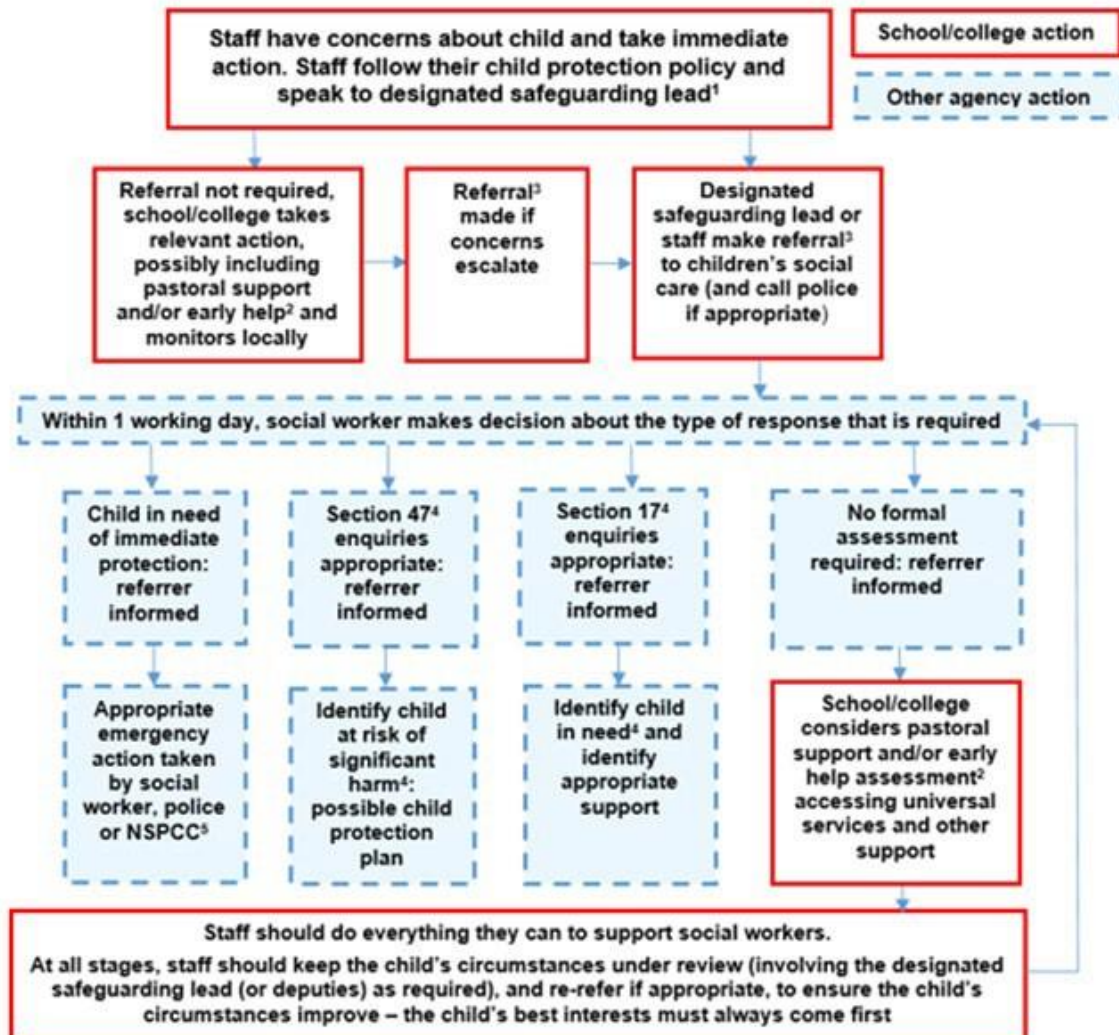 Staff have concerns about child and take immediate
action. Staff follow their child protection policy and
speak to designated safeguarding lead¹
School/college action
Other agency action
Referral not required,
school/college takes
relevant action,
possibly including
pastoral support
and/or early help² and
monitors locally
Referral³
made if
concerns
escalate
Designated
safeguarding lead or
staff make referral³
to children's social
care (and call police
if appropriate)
Within 1 working day, social worker makes decision about the type of response that is required
Child in need
of immediate
protection:
referrer
informed
Section 47⁴
enquiries
appropriate:
referrer
informed
Section 17⁴
enquiries
appropriate:
referrer
informed
No formal
assessment
required: referrer
informed
Appropriate
emergency
action taken
by social
worker, police
or NSPCC⁵
Identify child
at risk of
significant
harm⁴:
possible child
protection
plan
Identify child
in need⁴ and
identify
appropriate
support
School/college
considers pastoral
support and/or early
help assessment²
accessing universal
services and other
support
Staff should do everything they can to support social workers.
At all stages, staff should keep the child's circumstances under review (involving the designated
safeguarding lead (or deputies) as required), and re-refer if appropriate, to ensure the child's
circumstances improve – the child's best interests must always come first